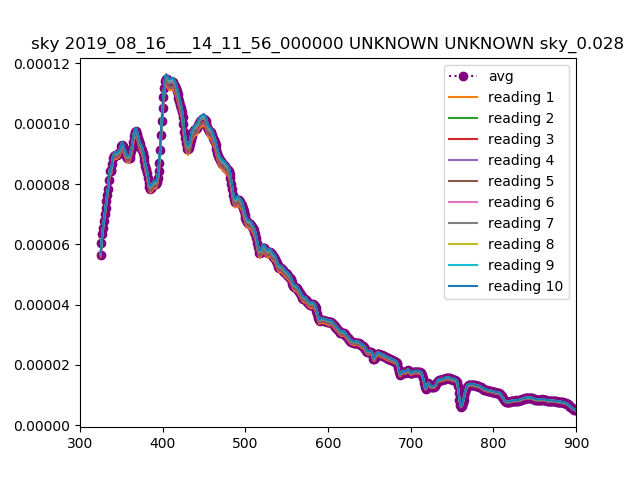 sky 2019_08_16___14_11_56_000000 UNKNOWN UNKNOWN sky_0.028
0.00012
0.00010
0.00008
0.00006
0.00004
0.00002
0.00000
300 400 500 600 700 800 900
avg
reading 1
reading 2
reading 3
reading 4
reading 5
reading 6
reading 7
reading 8
reading 9
reading 10